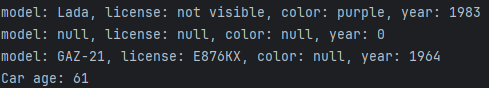 model: Lada, license: not visible, color: purple, year: 1983
model: null, license: null, color: null, year: 0
model: GAZ-21, license: E876KX, color: null, year: 1964
Car age: 61